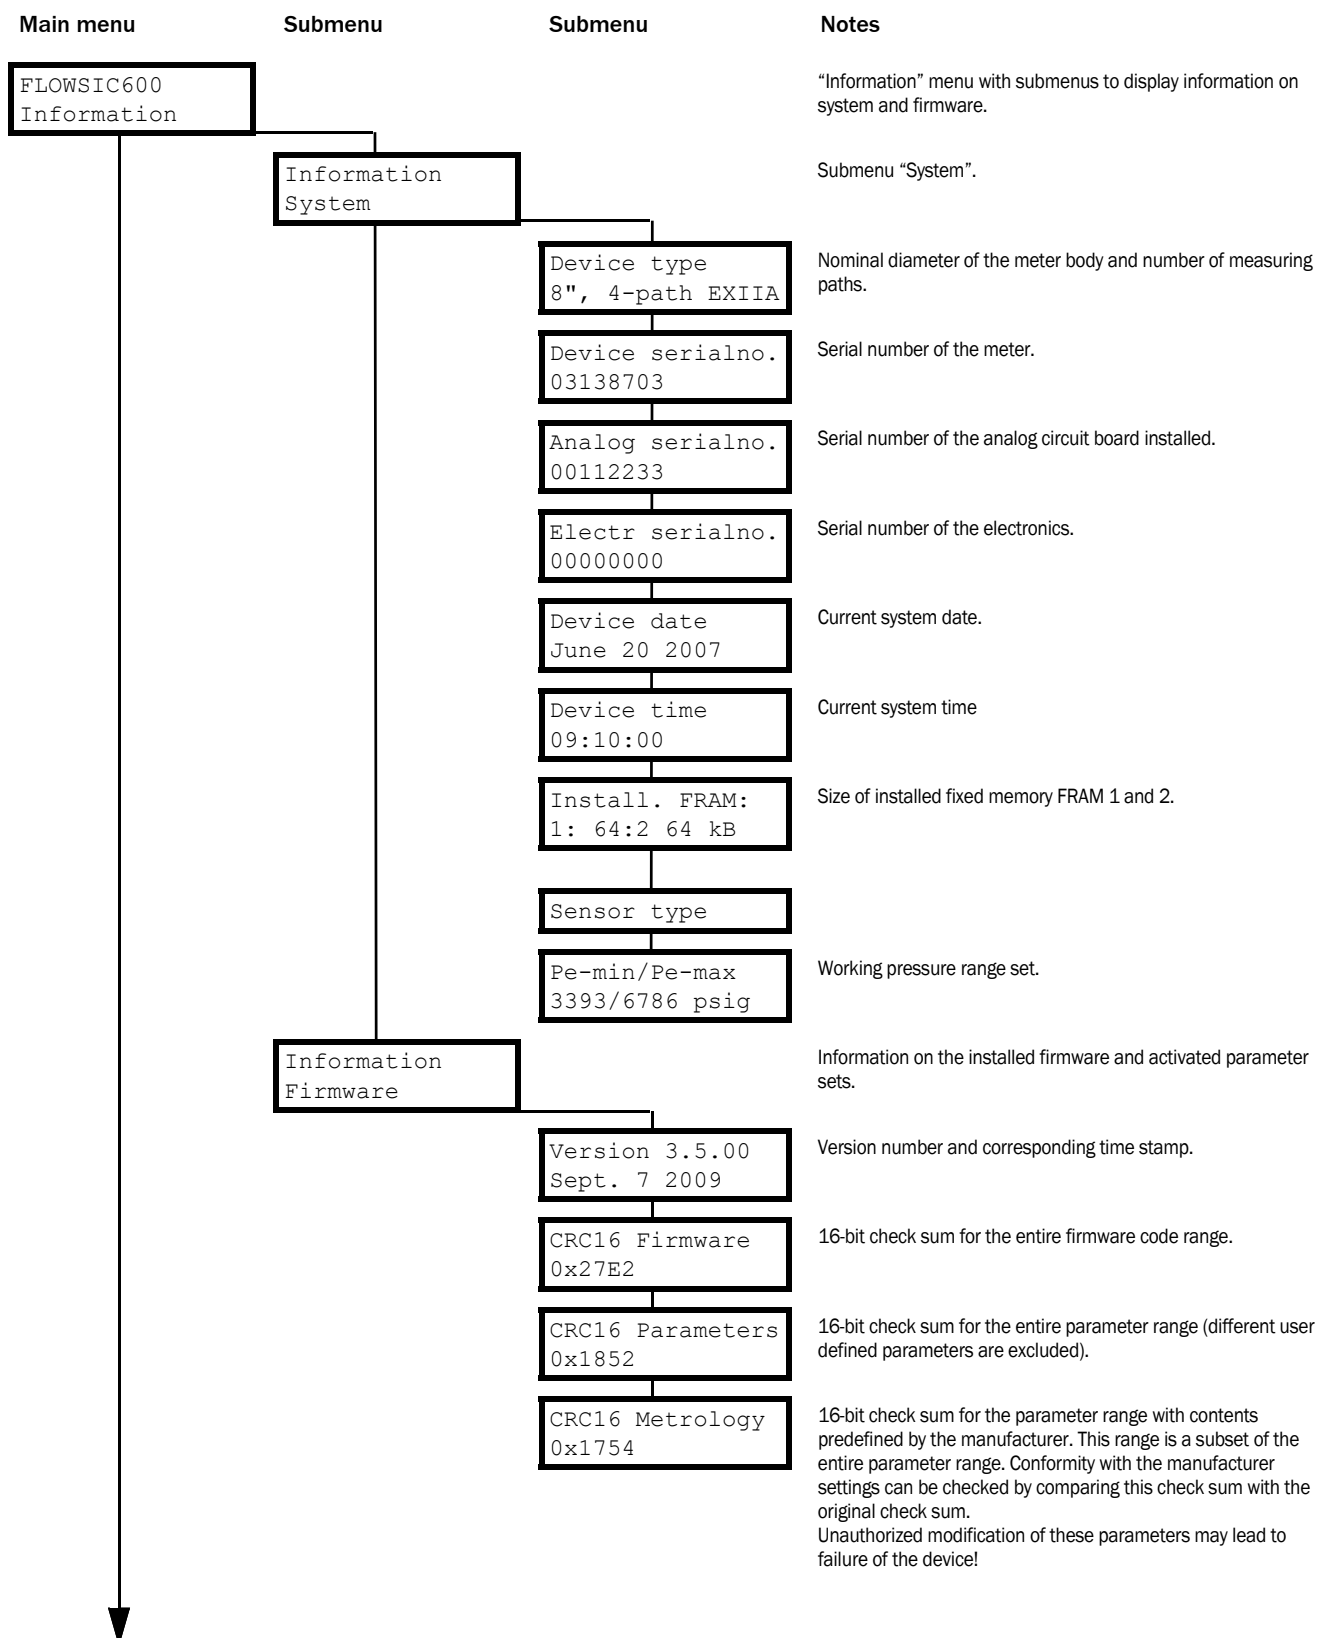 Main menu
Submenu
Submenu
Notes
FLOWSIC600
Information
“Information” menu with submenus to display information on
system and firmware.
Information
System
Submenu “System”.
Device type
8", 4-path EXIIA
Nominal diameter of the meter body and number of measuring
paths.
Device serialno.
03138703
Serial number of the meter.
Analog serialno.
00112233
Serial number of the analog circuit board installed.
Electr serialno.
00000000
Serial number of the electronics.
Device date
June 20 2007
Current system date.
Device time
09:10:00
Current system time
Install. FRAM:
1: 64:2 64 kB
Size of installed fixed memory FRAM 1 and 2.
Sensor type
Pe-min/Pe-max
3393/6786 psig
Working pressure range set.
Information
Firmware
Information on the installed firmware and activated parameter
sets.
Version 3.5.00
Sept. 7 2009
Version number and corresponding time stamp.
CRC16 Firmware
0x27E2
16-bit check sum for the entire firmware code range.
CRC16 Parameters
0x1852
16-bit check sum for the entire parameter range (different user
defined parameters are excluded).
CRC16 Metrology
0x1754
16-bit check sum for the parameter range with contents
predefined by the manufacturer. This range is a subset of the
entire parameter range. Conformity with the manufacturer
settings can be checked by comparing this check sum with the
original check sum.
Unauthorized modification of these parameters may lead to
failure of the device!